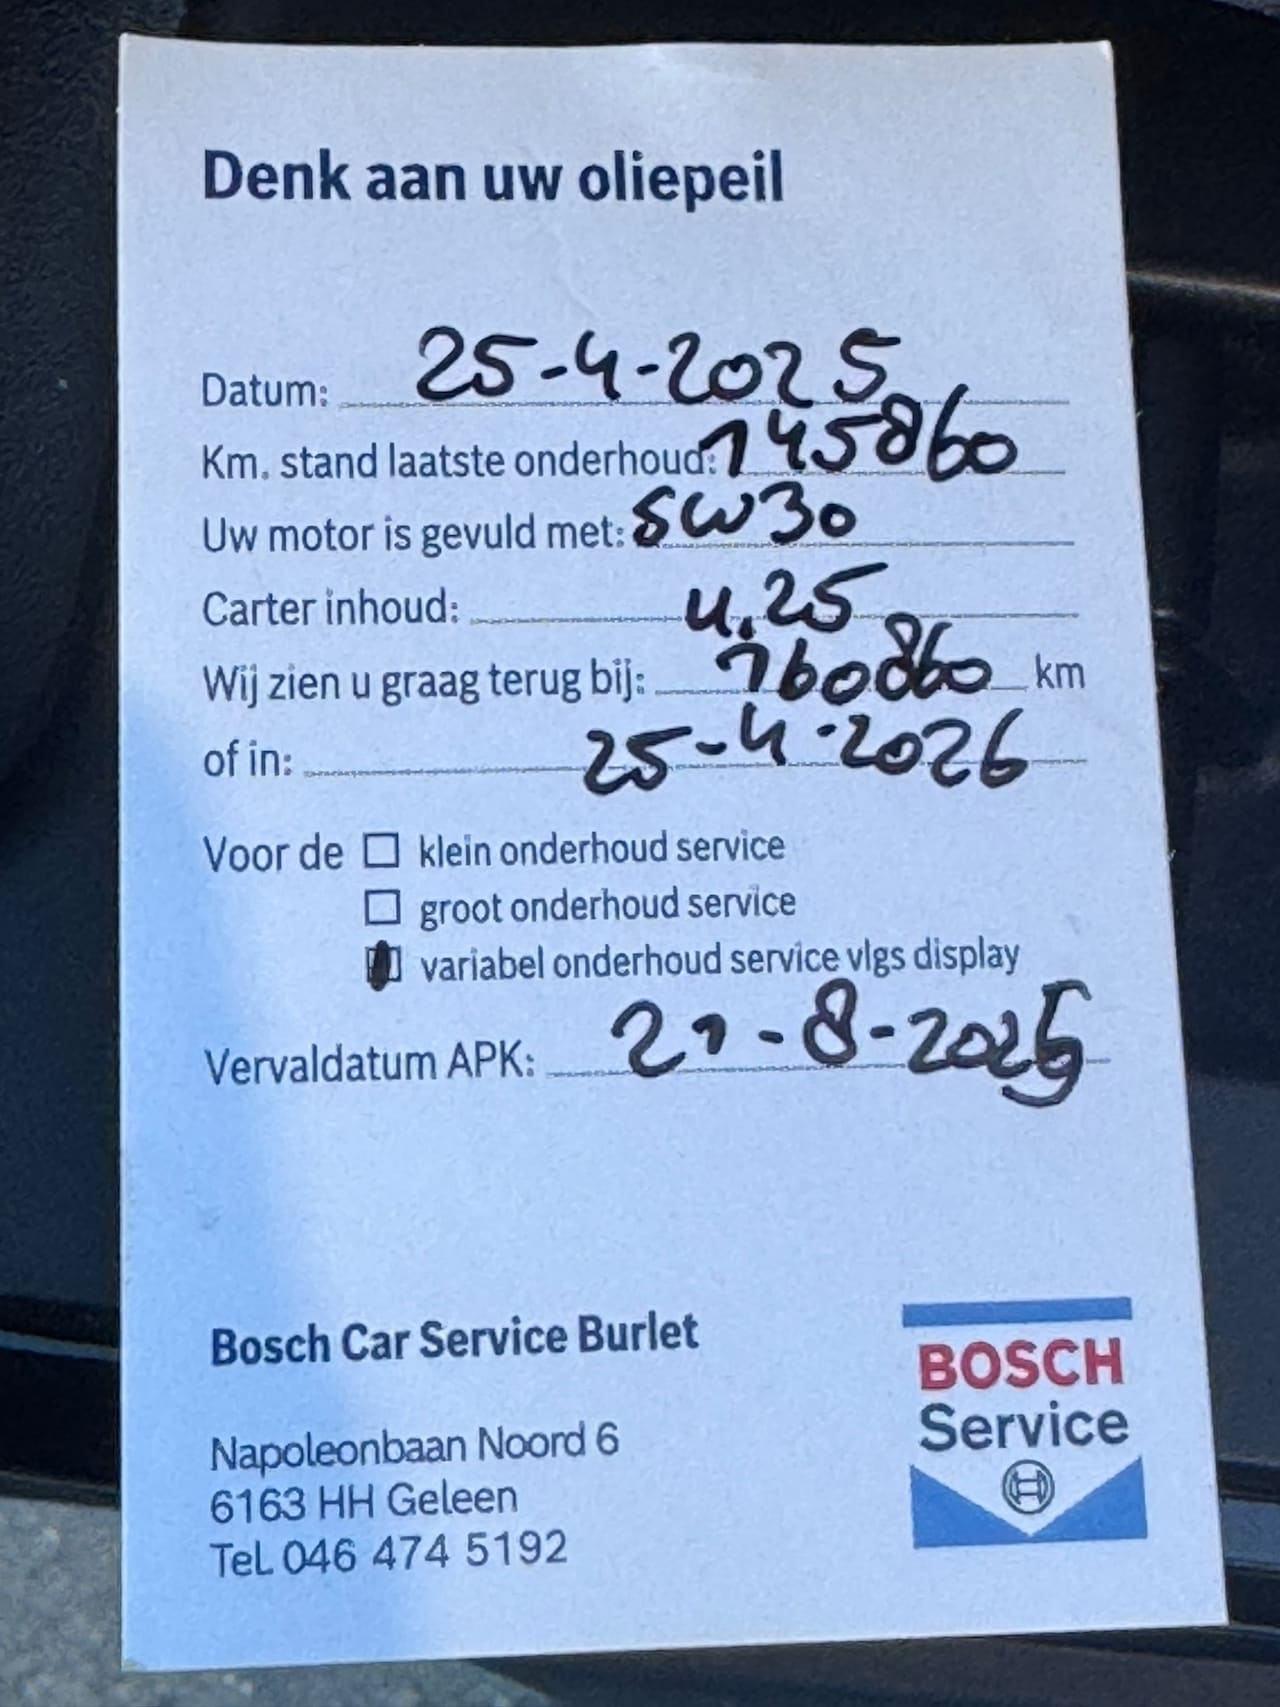 Denk aan uw oliepeil
Datum: 25-4-2025
Km. stand laatste onderhoud: 145860
Uw motor is gevuld met: 5W30
Carter inhoud: 4,25
Wij zien u graag terug bij: 160860 km
of in: 25-4-2026
Voor de klein onderhoud service
groot onderhoud service
variabel onderhoud service vlgs display
Vervaldatum APK: 21-8-2025
Bosch Car Service Burlet
Napoleonbaan Noord 6
6163 HH Geleen
Tel. 046 474 5192
BOSCH
Service